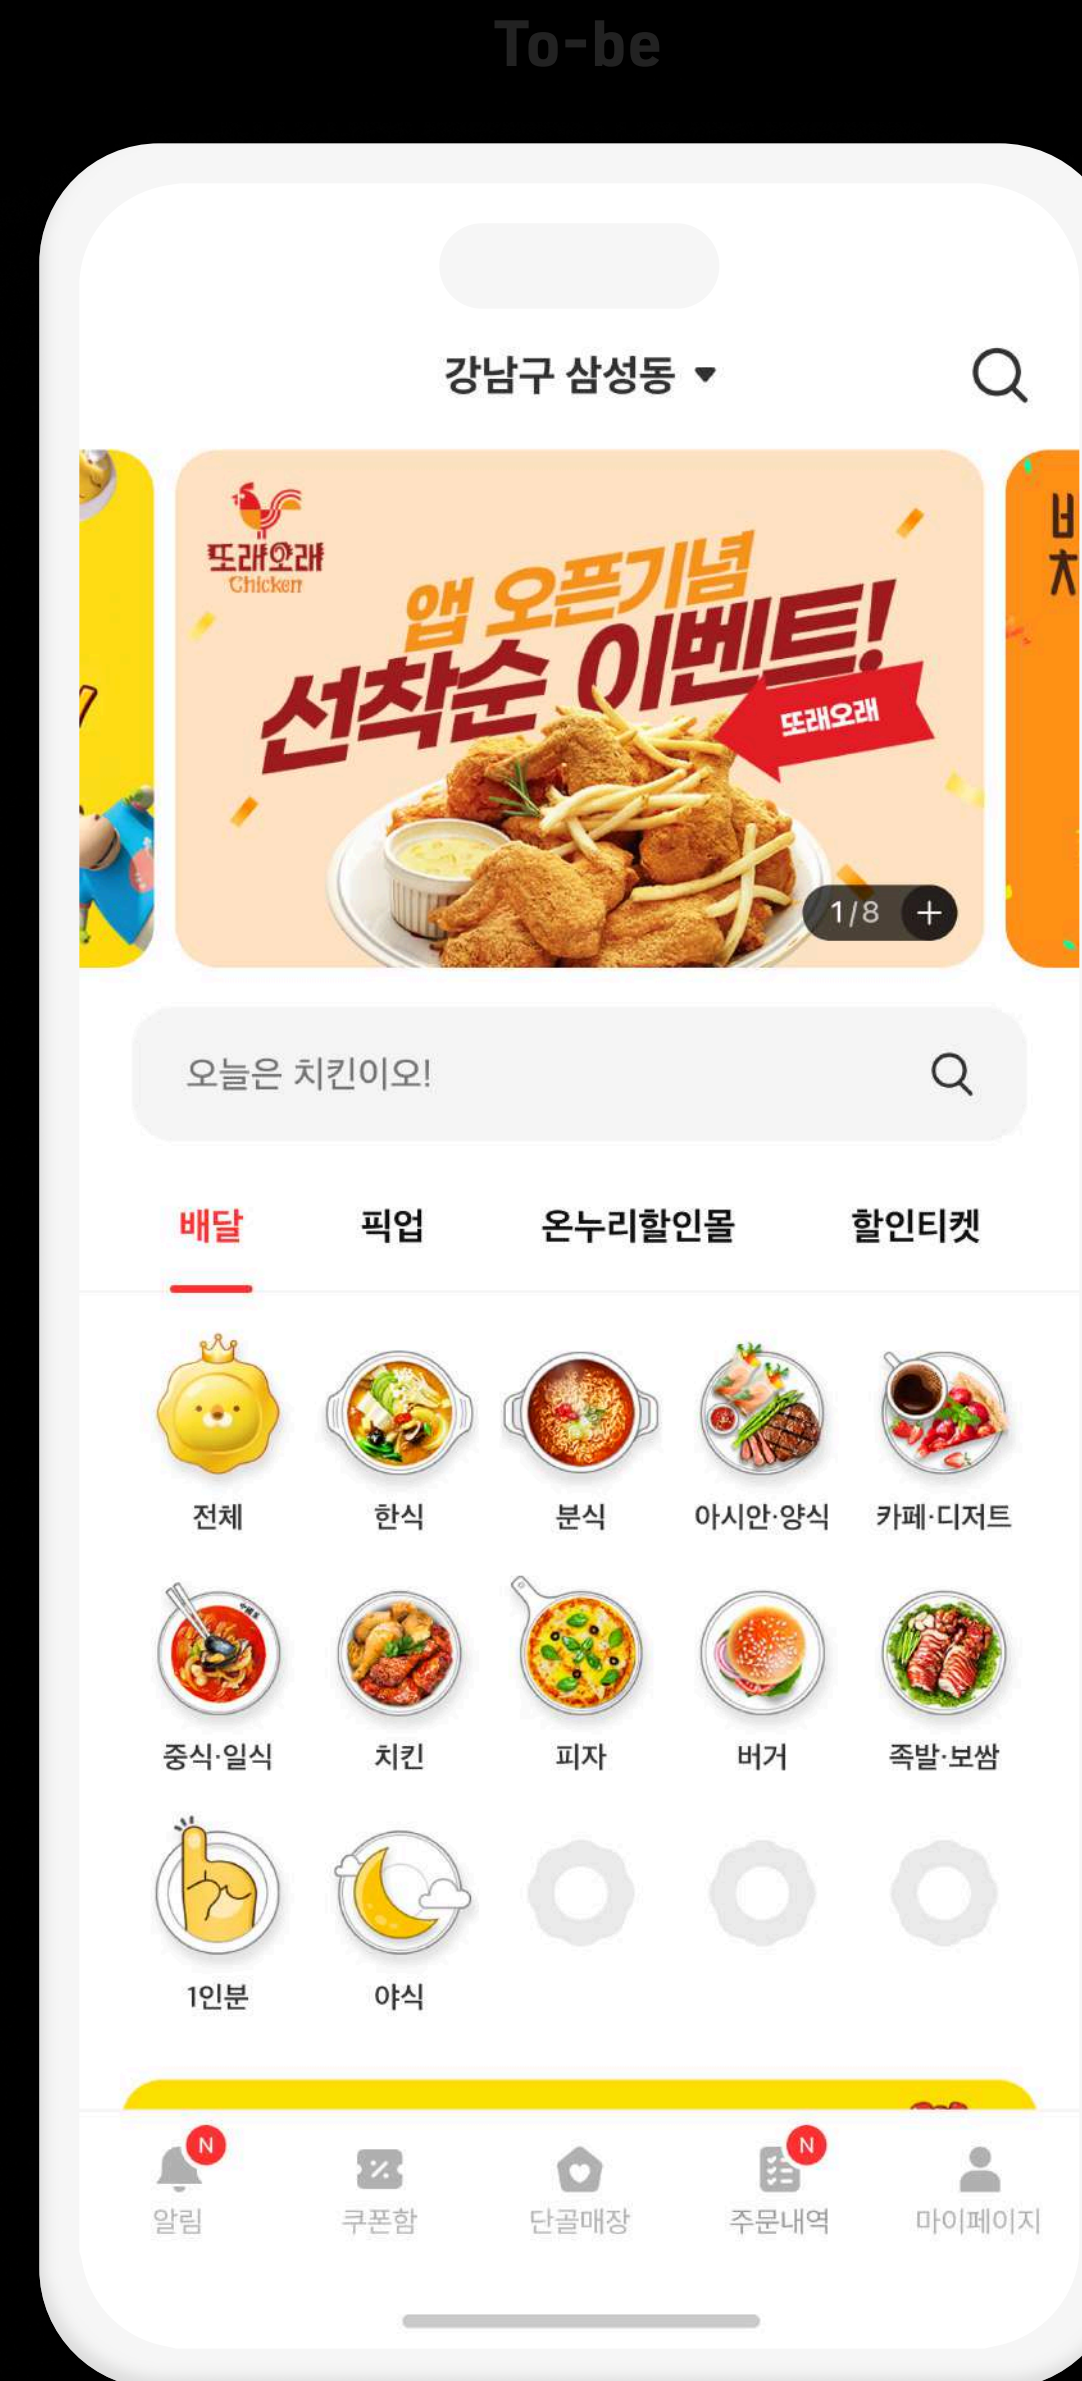 To-be
강남구 삼성동
또래오래
Chicken
앱 오픈기념
선착순 이벤트!
또래오래
1/8 +
오늘은 치킨이오!
배달 픽업 온누리할인몰 할인티켓
전체 한식 분식 아시안·양식 카페·디저트
중식·일식 치킨 피자 버거 족발·보쌈
1인분 야식
N N
알림 쿠폰함 단골매장 주문내역 마이페이지